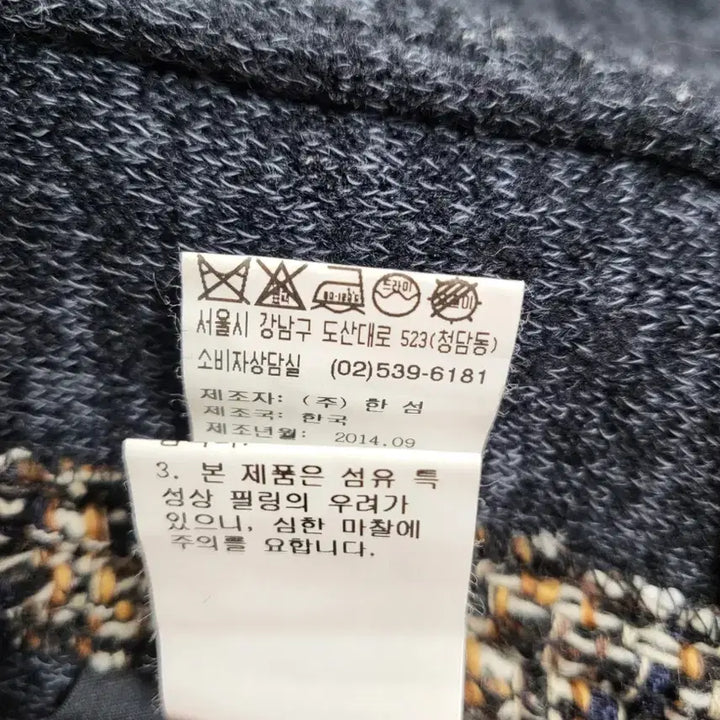 드라이
서울시 강남구 도산대로 523(청담동)
소비자상담실 (02)539-6181
제조자: (주) 한 섬
제조국: 한국
제조년월: 2014.09
3. 본 제품은 섬유 특
성상 필링의 우려가
있으니, 심한 마찰에
주의를 요합니다.